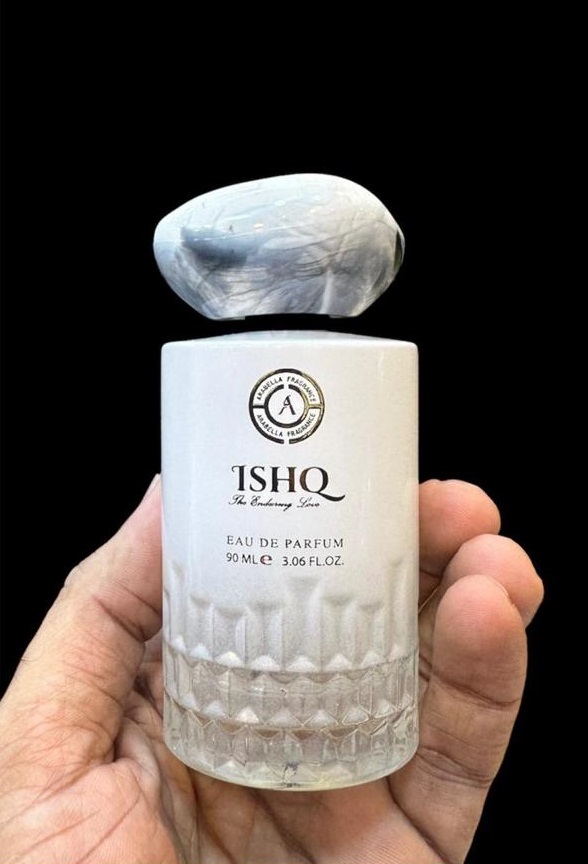 ARABELLA FRAGRANCE
A
ARABELLA FRAGRANCE
ISHQ
The Enduring Love
EAU DE PARFUM
90 ML e 3.06 FL.OZ.